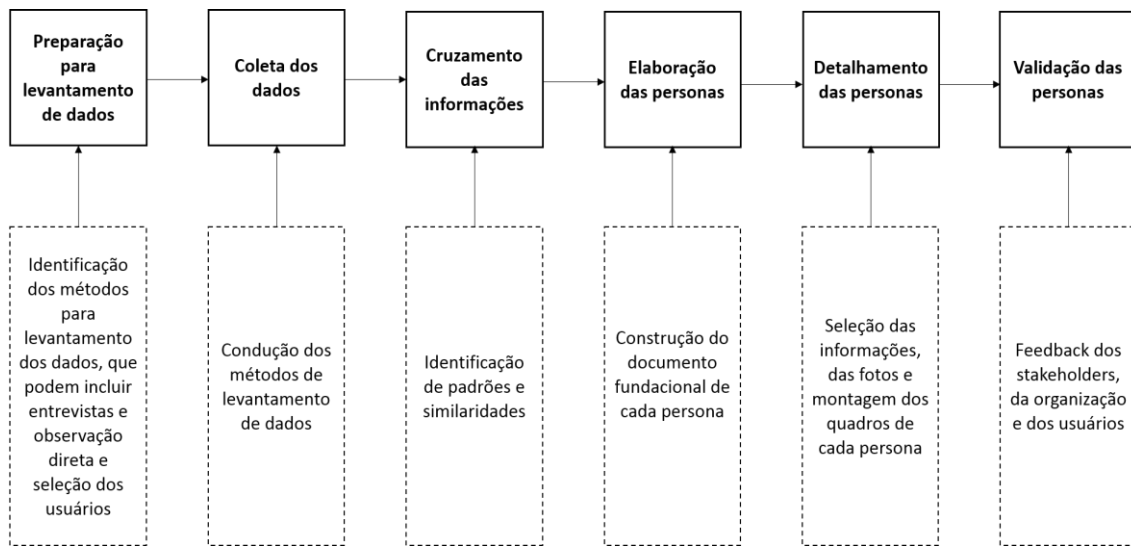 Preparação
para
levantamento
de dados
Coleta dos
dados
Cruzamento
das
informações
Elaboração
das personas
Detalhamento
das personas
Validação das
personas
Identificação
dos métodos
para
levantamento
dos dados, que
podem incluir
entrevistas e
observação
direta e
seleção dos
usuários
Condução dos
métodos de
levantamento
de dados
Identificação
de padrões e
similaridades
Construção do
documento
fundacional de
cada persona
Seleção das
informações,
das fotos e
montagem dos
quadros de
cada persona
Feedback dos
stakeholders,
da organização
e dos usuários